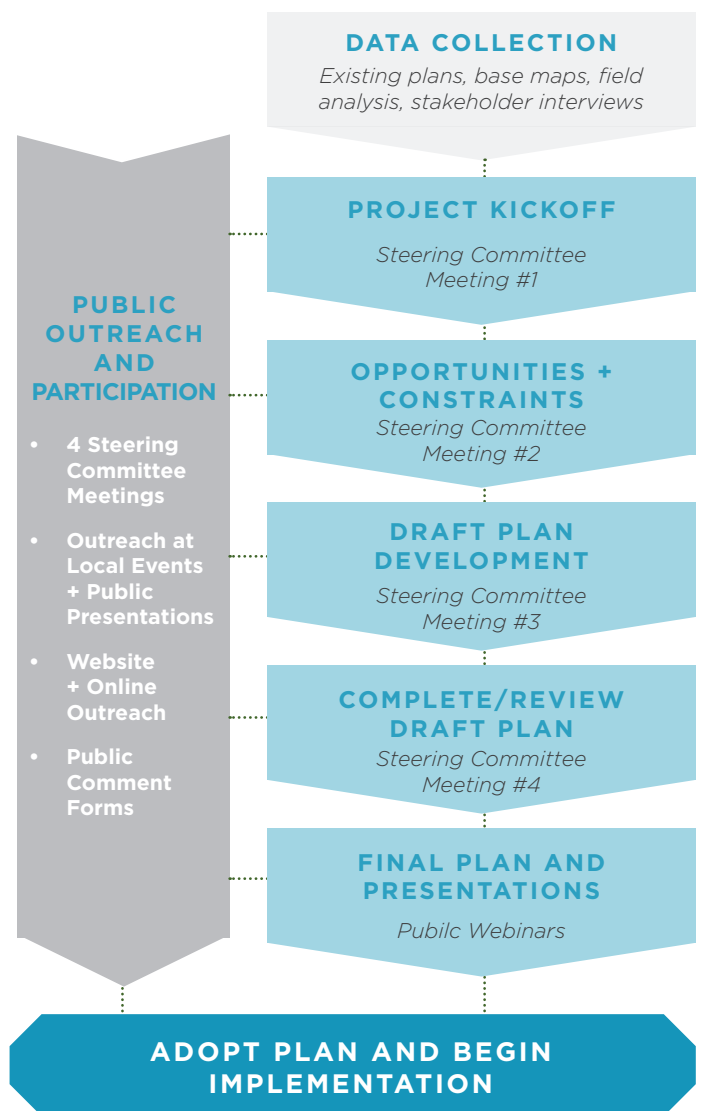 DATA COLLECTION
Existing plans, base maps, field
analysis, stakeholder interviews
PUBLIC
OUTREACH
AND
PARTICIPATION
• 4 Steering
Committee
Meetings
• Outreach at
Local Events
+ Public
Presentations
• Website
+ Online
Outreach
• Public
Comment
Forms
PROJECT KICKOFF
Steering Committee
Meeting #1
OPPORTUNITIES +
CONSTRAINTS
Steering Committee
Meeting #2
DRAFT PLAN
DEVELOPMENT
Steering Committee
Meeting #3
COMPLETE/REVIEW
DRAFT PLAN
Steering Committee
Meeting #4
FINAL PLAN AND
PRESENTATIONS
Pubilc Webinars
ADOPT PLAN AND BEGIN
IMPLEMENTATION